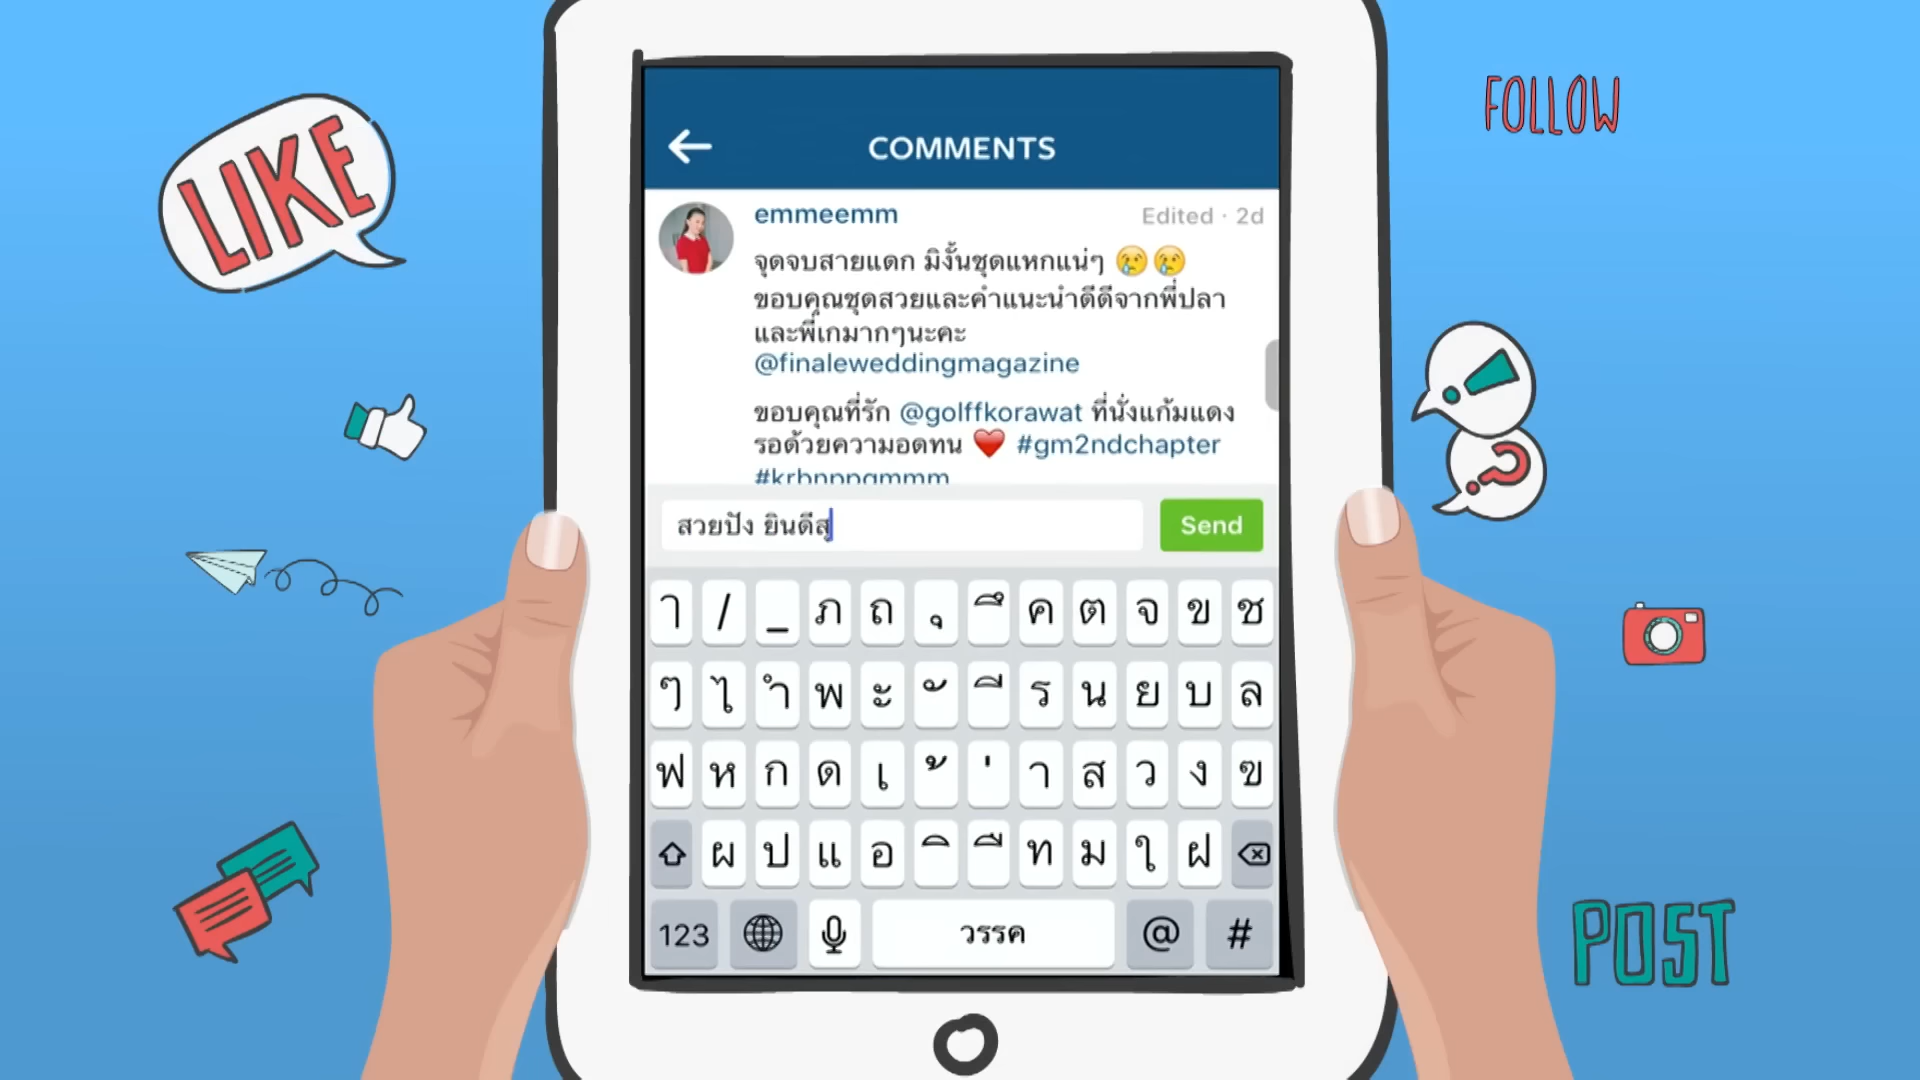 LIKE
FOLLOW
COMMENTS
emmeemm
Edited · 2d
จุดจบสายแดก มิงั้นชุดแหกแน่ๆ 😢😢
ขอบคุณชุดสวยและคำแนะนำดีดีจากพี่ปลา
และพี่เกมากๆนะคะ
@finaleweddingmagazine
ขอบคุณที่รัก @golffkorawat ที่นั่งแก้มแดง
รอด้วยความอดทน ❤️ #gm2ndchapter
สวยปัง ยินดีสุ
Send
ๅ / _ ภ ถ ุ ึ ค ต จ ข ช
ๆ ไ ำ พ ะ ั ี ร น ย บ ล
ฟ ห ก ด เ ้ ่ า ส ว ง ฃ
ผ ป แ อ ิ ื ท ม ใ ฝ
123 วรรค @ #
POST